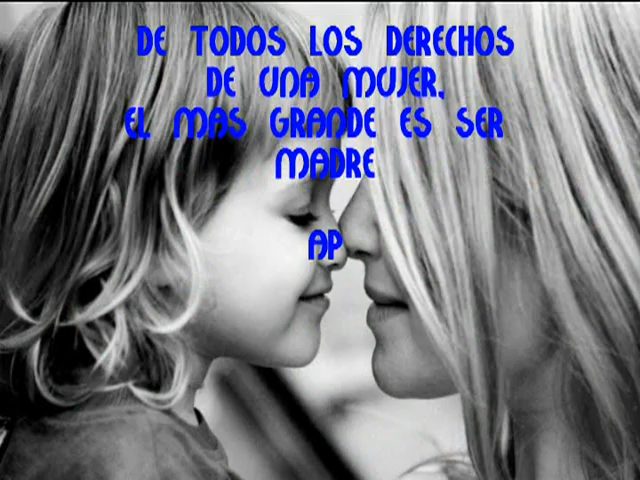 DE TODOS LOS DERECHOS
DE UNA MUJER,
EL MAS GRANDE ES SER
MADRE
AP